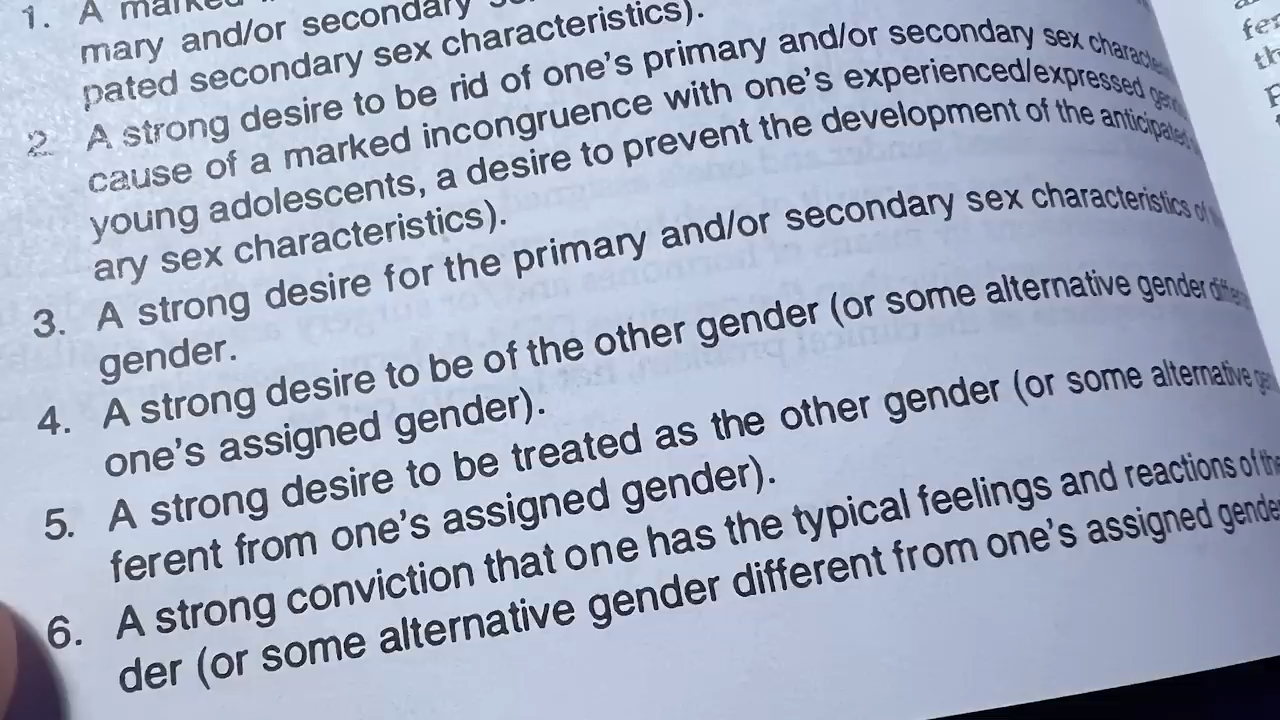 1. A marked
mary and/or secondary
pated secondary sex characteristics).
2. A strong desire to be rid of one's primary and/or secondary sex
cause of a marked incongruence with one's experienced/expressed
young adolescents, a desire to prevent the development of the anticipated
ary sex characteristics).
3. A strong desire for the primary and/or secondary sex characteristics of
gender.
4. A strong desire to be of the other gender (or some alternative gender
one's assigned gender).
5. A strong desire to be treated as the other gender (or some alternative
ferent from one's assigned gender).
6. A strong conviction that one has the typical feelings and reactions of the
der (or some alternative gender different from one's assigned